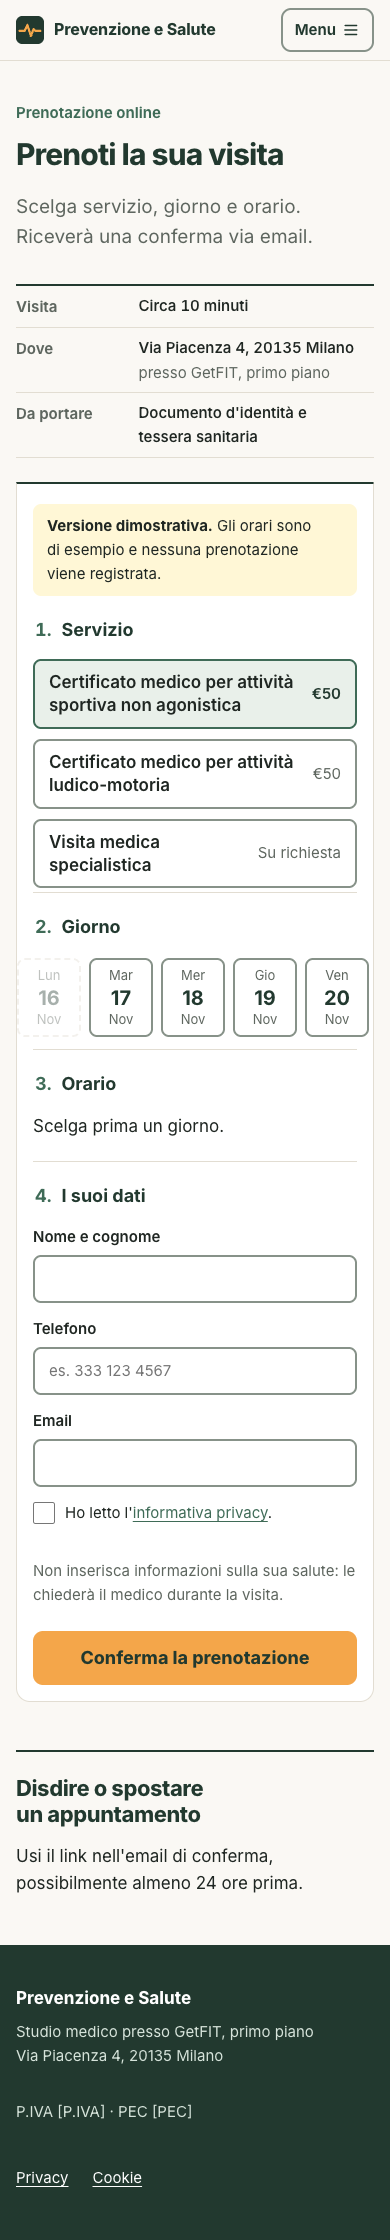 Prevenzione e Salute
Menu
Prenotazione online
Prenoti la sua visita
Scelga servizio, giorno e orario.
Riceverà una conferma via email.
Visita Circa 10 minuti
Dove Via Piacenza 4, 20135 Milano
presso GetFIT, primo piano
Da portare Documento d'identità e
tessera sanitaria
Versione dimostrativa. Gli orari sono
di esempio e nessuna prenotazione
viene registrata.
1. Servizio
Certificato medico per attività
sportiva non agonistica €50
Certificato medico per attività
ludico-motoria €50
Visita medica
specialistica Su richiesta
2. Giorno
Lun Mar Mer Gio Ven
16 17 18 19 20
Nov Nov Nov Nov Nov
3. Orario
Scelga prima un giorno.
4. I suoi dati
Nome e cognome
Telefono
es. 333 123 4567
Email
Ho letto l'informativa privacy.
Non inserisca informazioni sulla sua salute: le
chiederà il medico durante la visita.
Conferma la prenotazione
Disdire o spostare
un appuntamento
Usi il link nell'email di conferma,
possibilmente almeno 24 ore prima.
Prevenzione e Salute
Studio medico presso GetFIT, primo piano
Via Piacenza 4, 20135 Milano
P.IVA [P.IVA] · PEC [PEC]
Privacy Cookie